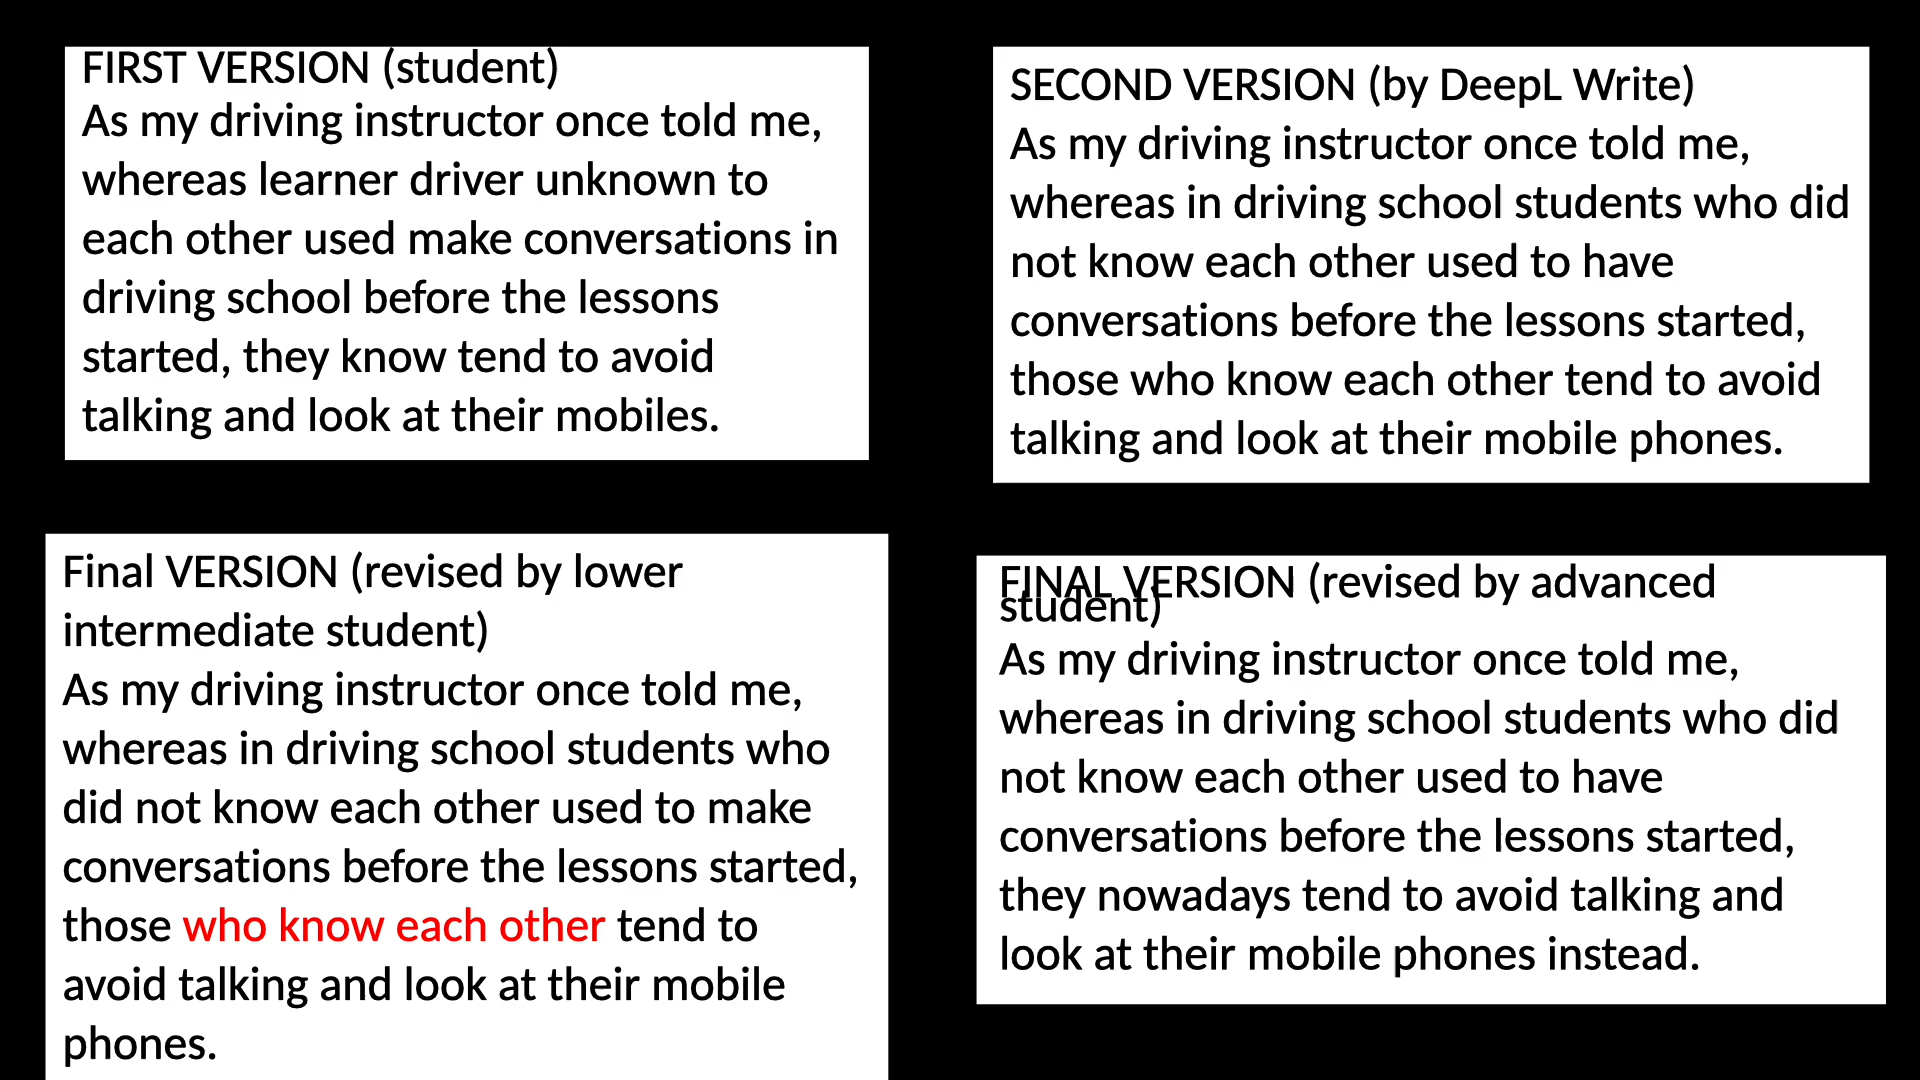 FIRST VERSION (student)
As my driving instructor once told me,
whereas learner driver unknown to
each other used make conversations in
driving school before the lessons
started, they know tend to avoid
talking and look at their mobiles.
SECOND VERSION (by DeepL Write)
As my driving instructor once told me,
whereas in driving school students who did
not know each other used to have
conversations before the lessons started,
those who know each other tend to avoid
talking and look at their mobile phones.
Final VERSION (revised by lower
intermediate student)
As my driving instructor once told me,
whereas in driving school students who
did not know each other used to make
conversations before the lessons started,
those who know each other tend to
avoid talking and look at their mobile
phones.
FINAL VERSION (revised by advanced
student)
As my driving instructor once told me,
whereas in driving school students who did
not know each other used to have
conversations before the lessons started,
they nowadays tend to avoid talking and
look at their mobile phones instead.